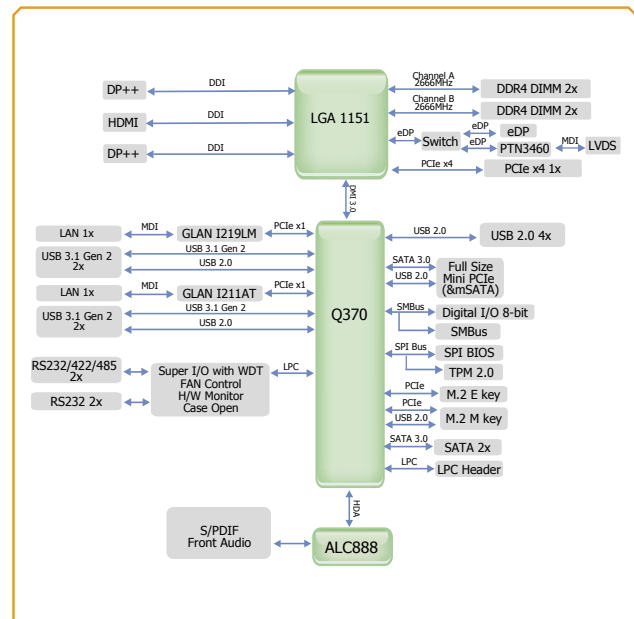 DP++
DDI
HDMI
DDI
DP++
DDI
LGA 1151
Channel A
2666MHz
DDR4 DIMM 2x
Channel B
2666MHz
DDR4 DIMM 2x
eDP
Switch
eDP
eDP
eDP
PTN3460
MDI
LVDS
PCIe x4
PCIe x4 1x
DMI 3.0
LAN 1x
MDI
GLAN I219LM
PCIe x1
USB 3.1 Gen 2
2x
USB 3.1 Gen 2
USB 2.0
LAN 1x
MDI
GLAN I211AT
PCIe x1
USB 3.1 Gen 2
2x
USB 3.1 Gen 2
USB 2.0
RS232/422/485
2x
RS232 2x
Super I/O with WDT
FAN Control
H/W Monitor
Case Open
LPC
Q370
USB 2.0
USB 2.0 4x
SATA 3.0
USB 2.0
Full Size
Mini PCIe
(&mSATA)
SMBus
Digital I/O 8-bit
SMBus
SPI Bus
SPI BIOS
TPM 2.0
PCIe
M.2 E key
PCIe
USB 2.0
M.2 M key
SATA 3.0
SATA 2x
LPC
LPC Header
HDA
S/PDIF
Front Audio
ALC888